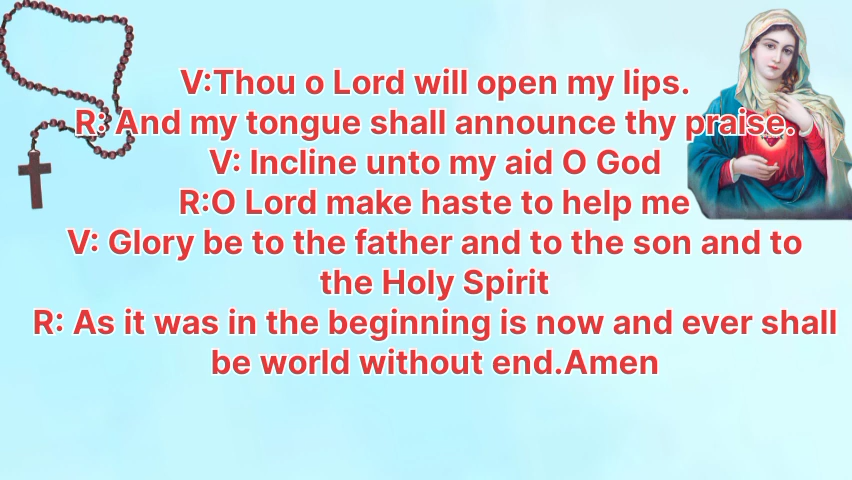 V:Thou o Lord will open my lips.
R: And my tongue shall announce thy praise.
V: Incline unto my aid O God
R:O Lord make haste to help me
V: Glory be to the father and to the son and to
the Holy Spirit
R: As it was in the beginning is now and ever shall
be world without end.Amen